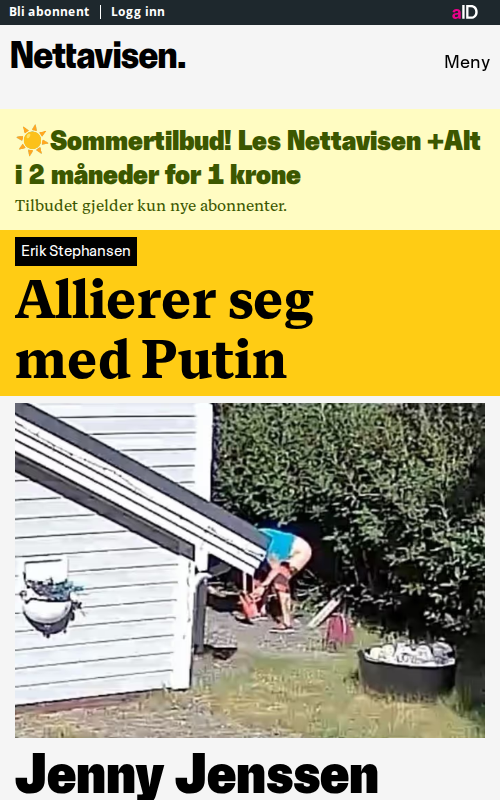 Bli abonnent
Logg inn
aID
Nettavisen.
Meny
☀️Sommertilbud! Les Nettavisen +Alt
i 2 måneder for 1 krone
Tilbudet gjelder kun nye abonnenter.
Erik Stephansen
Allierer seg
med Putin
Jenny Jenssen